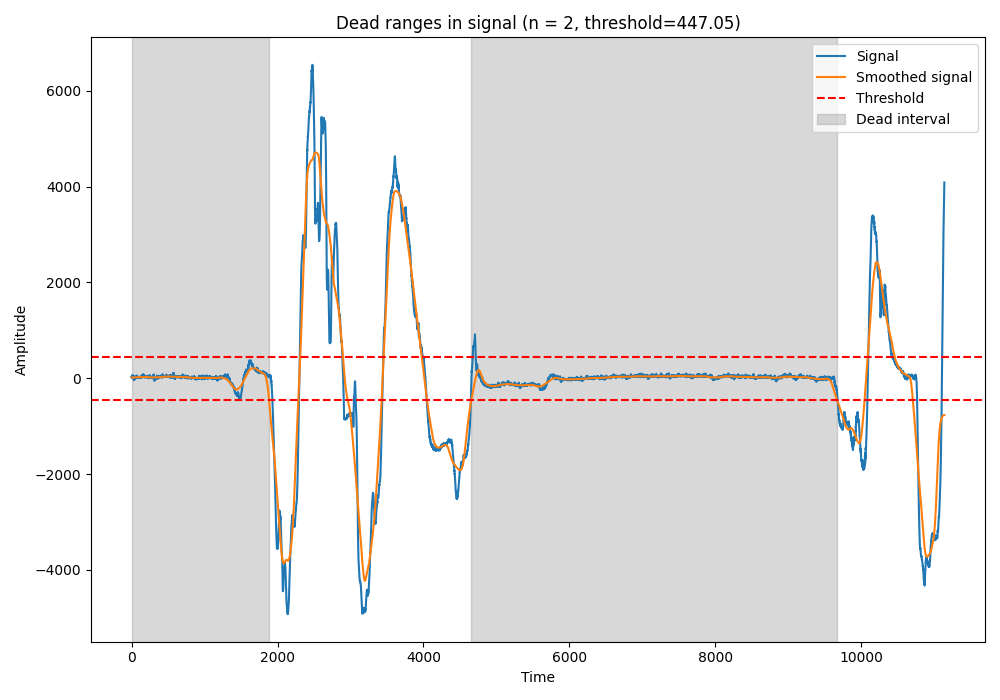 Dead ranges in signal (n = 2, threshold=447.05)
Signal
Smoothed signal
Threshold
Dead interval
Amplitude
6000
4000
2000
0
−2000
−4000
0
2000
4000
6000
8000
10000
Time